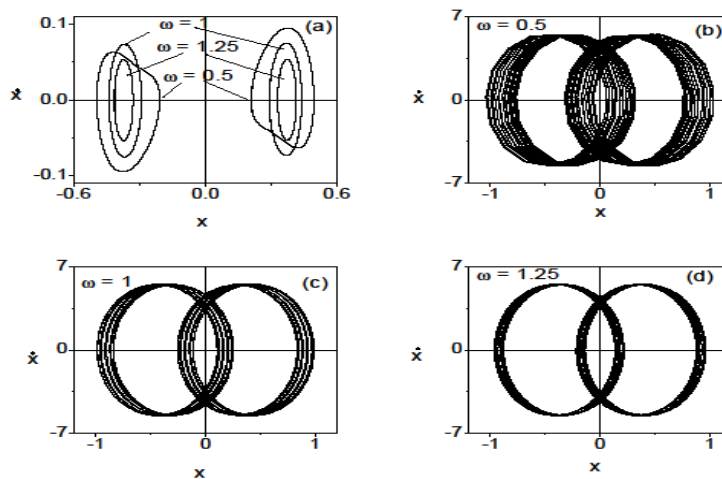 0.1
0.0
-0.1
-0.6
0.0
0.6
ẋ
x
ω = 1
ω = 1.25
ω = 0.5
(a)
7
0
-7
-1
0
1
ẋ
x
ω = 0.5
(b)
7
0
-7
-1
0
1
ẋ
x
ω = 1
(c)
7
0
-7
-1
0
1
ẋ
x
ω = 1.25
(d)